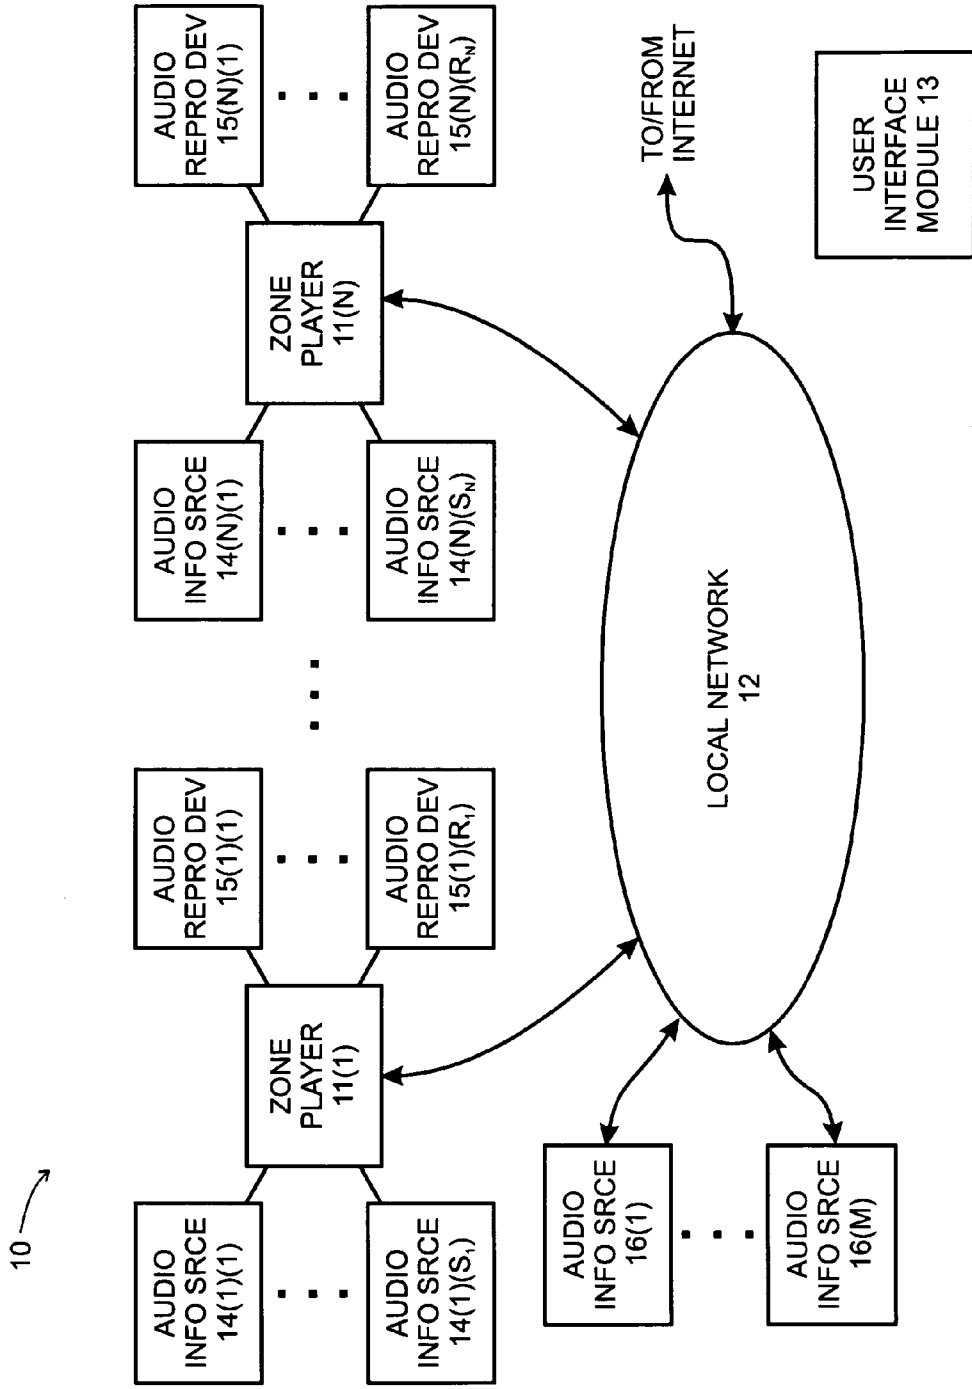 10
AUDIO
INFO SRCE
14(1)(1)
AUDIO
INFO SRCE
14(1)(S₁)
ZONE
PLAYER
11(1)
AUDIO
REPRO DEV
15(1)(1)
AUDIO
REPRO DEV
15(1)(R₁)
AUDIO
INFO SRCE
14(N)(1)
AUDIO
INFO SRCE
14(N)(S_N)
ZONE
PLAYER
11(N)
AUDIO
REPRO DEV
15(N)(1)
AUDIO
REPRO DEV
15(N)(R_N)
AUDIO
INFO SRCE
16(1)
AUDIO
INFO SRCE
16(M)
LOCAL NETWORK
12
TO/FROM
INTERNET
USER
INTERFACE
MODULE 13